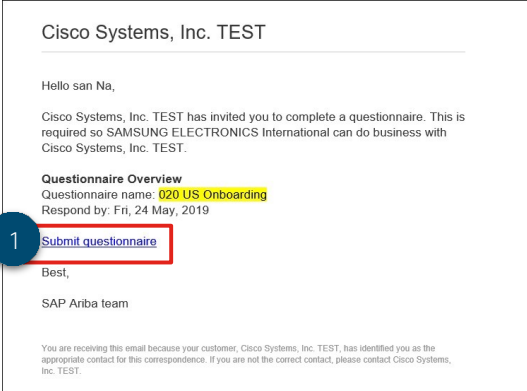 Cisco Systems, Inc. TEST
Hello san Na,
Cisco Systems, Inc. TEST has invited you to complete a questionnaire. This is
required so SAMSUNG ELECTRONICS International can do business with
Cisco Systems, Inc. TEST.
Questionnaire Overview
Questionnaire name: 020 US Onboarding
Respond by: Fri, 24 May, 2019
1 Submit questionnaire
Best,
SAP Ariba team
You are receiving this email because your customer, Cisco Systems, Inc. TEST, has identified you as the
appropriate contact for this correspondence. If you are not the correct contact, please contact Cisco Systems,
Inc. TEST.